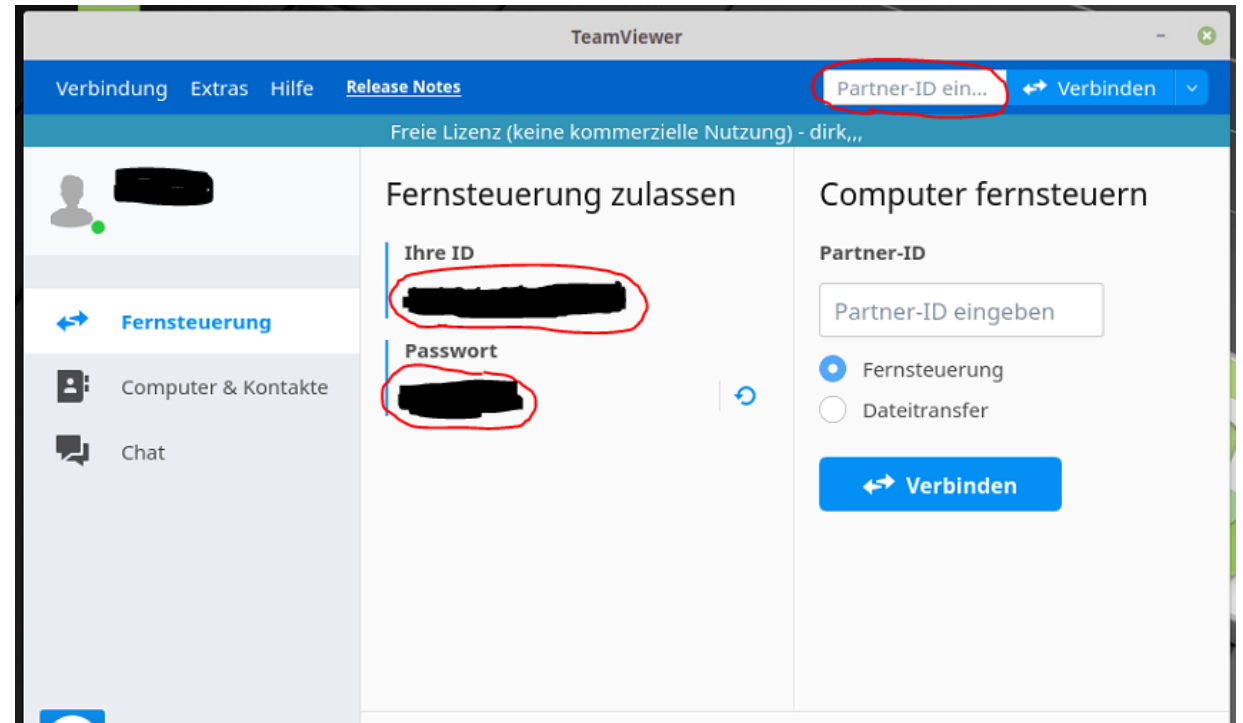 TeamViewer
Verbindung Extras Hilfe Release Notes Partner-ID ein... Verbinden
Freie Lizenz (keine kommerzielle Nutzung) - dirk,,,
Fernsteuerung
Computer & Kontakte
Chat
Fernsteuerung zulassen
Ihre ID
Passwort
Computer fernsteuern
Partner-ID
Partner-ID eingeben
Fernsteuerung
Dateitransfer
Verbinden